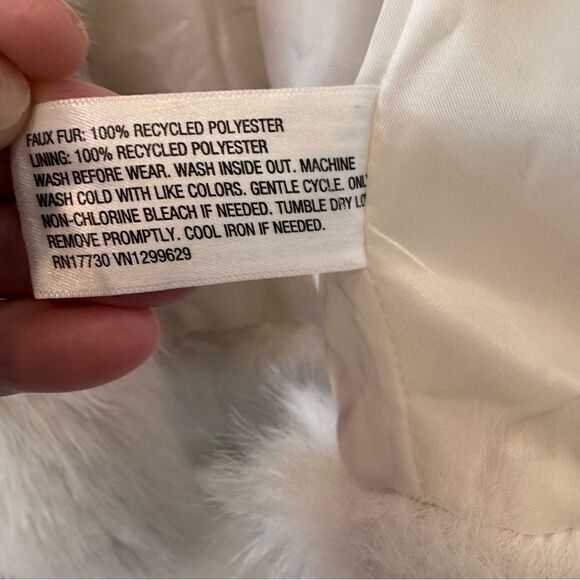 FAUX FUR: 100% RECYCLED POLYESTER
LINING: 100% RECYCLED POLYESTER
WASH BEFORE WEAR. WASH INSIDE OUT. MACHINE
WASH COLD WITH LIKE COLORS. GENTLE CYCLE.
NON-CHLORINE BLEACH IF NEEDED. TUMBLE DRY
REMOVE PROMPTLY. COOL IRON IF NEEDED.
RN17730 VN1299629